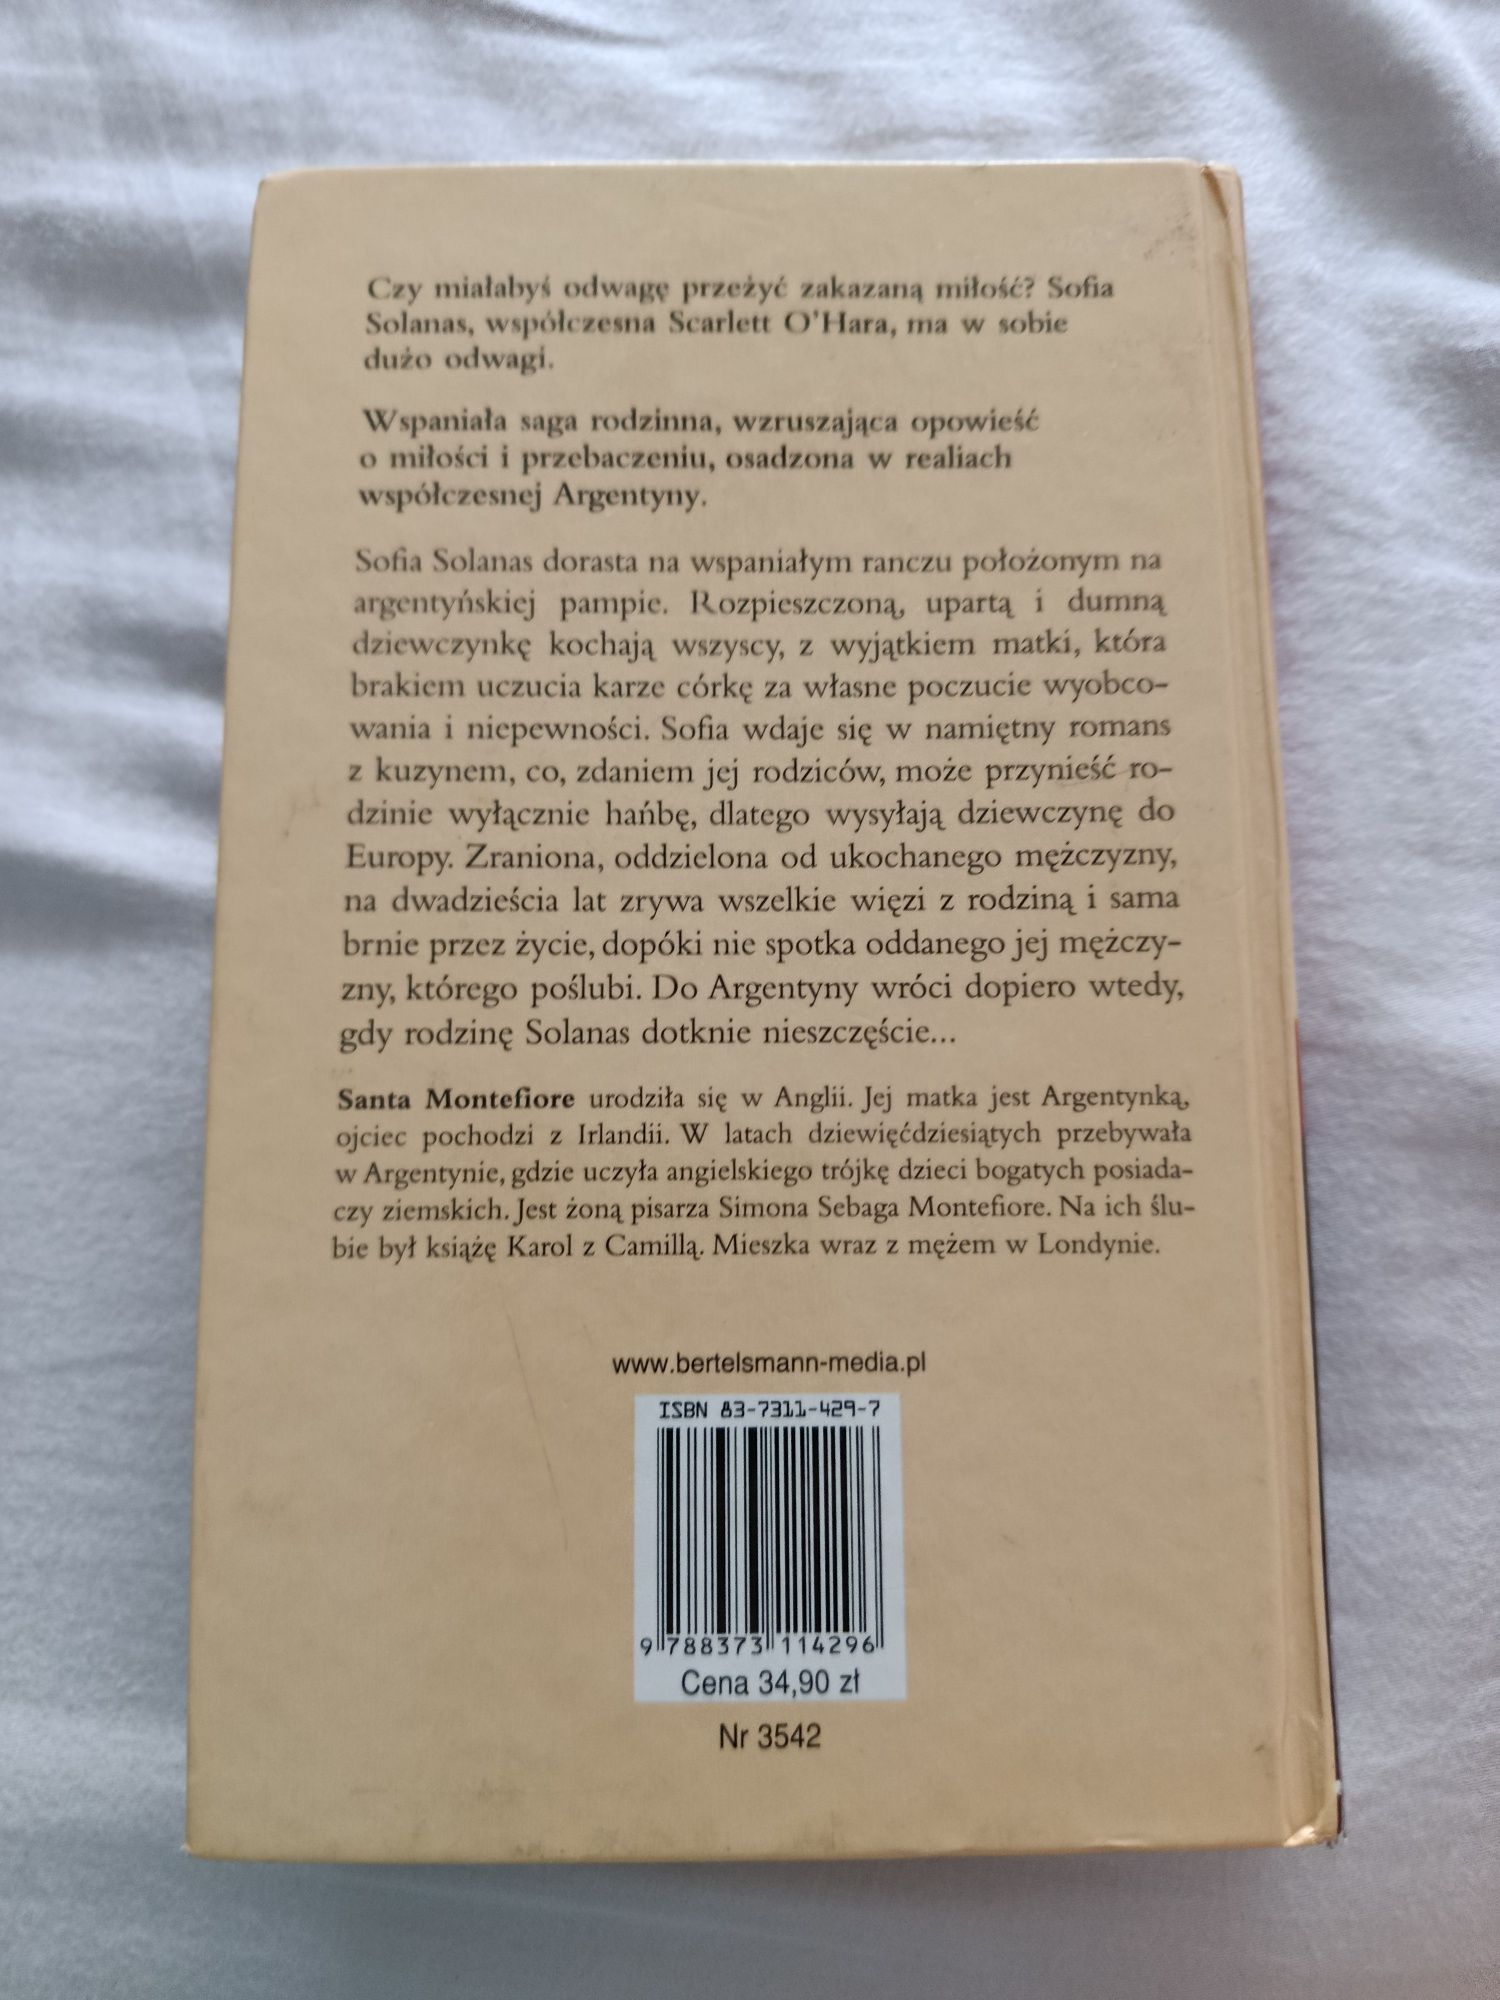 Czy miałabyś odwagę przeżyć zakazaną miłość? Sofia
Solanas, współczesna Scarlett O'Hara, ma w sobie
dużo odwagi.
Wspaniała saga rodzinna, wzruszająca opowieść
o miłości i przebaczeniu, osadzona w realiach
współczesnej Argentyny.
Sofia Solanas dorasta na wspaniałym ranczu położonym na
argentyńskiej pampie. Rozpieszczoną, upartą i dumną
dziewczynkę kochają wszyscy, z wyjątkiem matki, która
brakiem uczucia karze córkę za własne poczucie wyobco-
wania i niepewności. Sofia wdaje się w namiętny romans
z kuzynem, co, zdaniem jej rodziców, może przynieść ro-
dzinie wyłącznie hańbę, dlatego wysyłają dziewczynę do
Europy. Zraniona, oddzielona od ukochanego mężczyzny,
na dwadzieścia lat zrywa wszelkie więzi z rodziną i sama
brnie przez życie, dopóki nie spotka oddanego jej mężczy-
zny, którego poślubi. Do Argentyny wróci dopiero wtedy,
gdy rodzinę Solanas dotknie nieszczęście...
Santa Montefiore urodziła się w Anglii. Jej matka jest Argentynką,
ojciec pochodzi z Irlandii. W latach dziewięćdziesiątych przebywała
w Argentynie, gdzie uczyła angielskiego trójkę dzieci bogatych posiada-
czy ziemskich. Jest żoną pisarza Simona Sebaga Montefiore. Na ich ślu-
bie był książę Karol z Camillą. Mieszka wraz z mężem w Londynie.
www.bertelsmann-media.pl
ISBN 83-7311-429-7
9 788373 114296
Cena 34,90 zł
Nr 3542